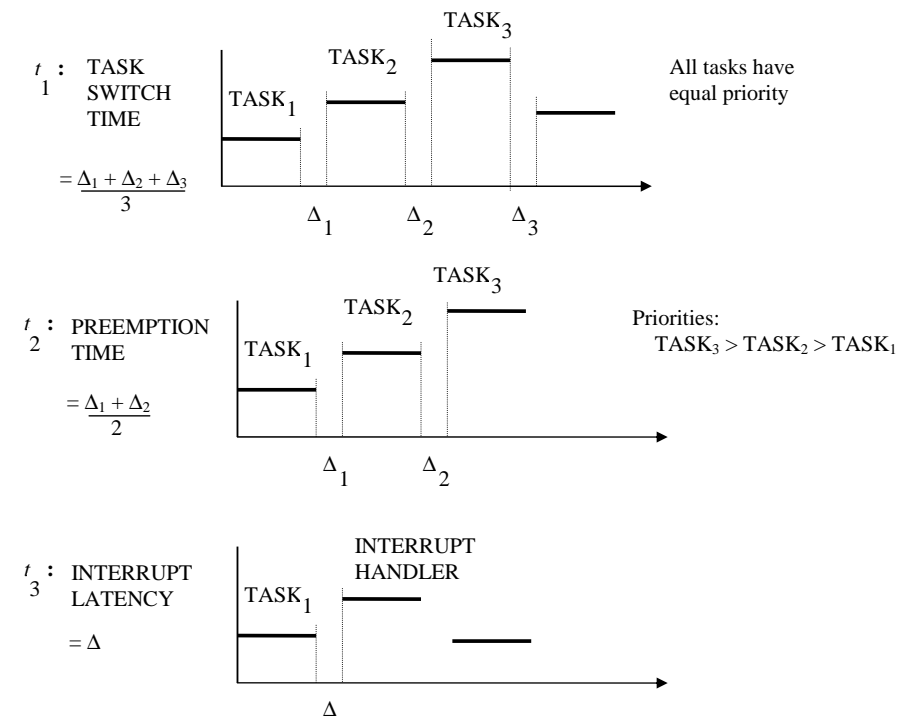 TASK₃
TASK₂
t₁ : TASK
SWITCH
TIME
TASK₁
All tasks have
equal priority
= Δ₁ + Δ₂ + Δ₃
3
Δ₁ Δ₂ Δ₃
TASK₃
TASK₂
t₂ : PREEMPTION
TIME
TASK₁
Priorities:
TASK₃ > TASK₂ > TASK₁
= Δ₁ + Δ₂
2
Δ₁ Δ₂
INTERRUPT
HANDLER
t₃ : INTERRUPT
LATENCY
TASK₁
= Δ
Δ